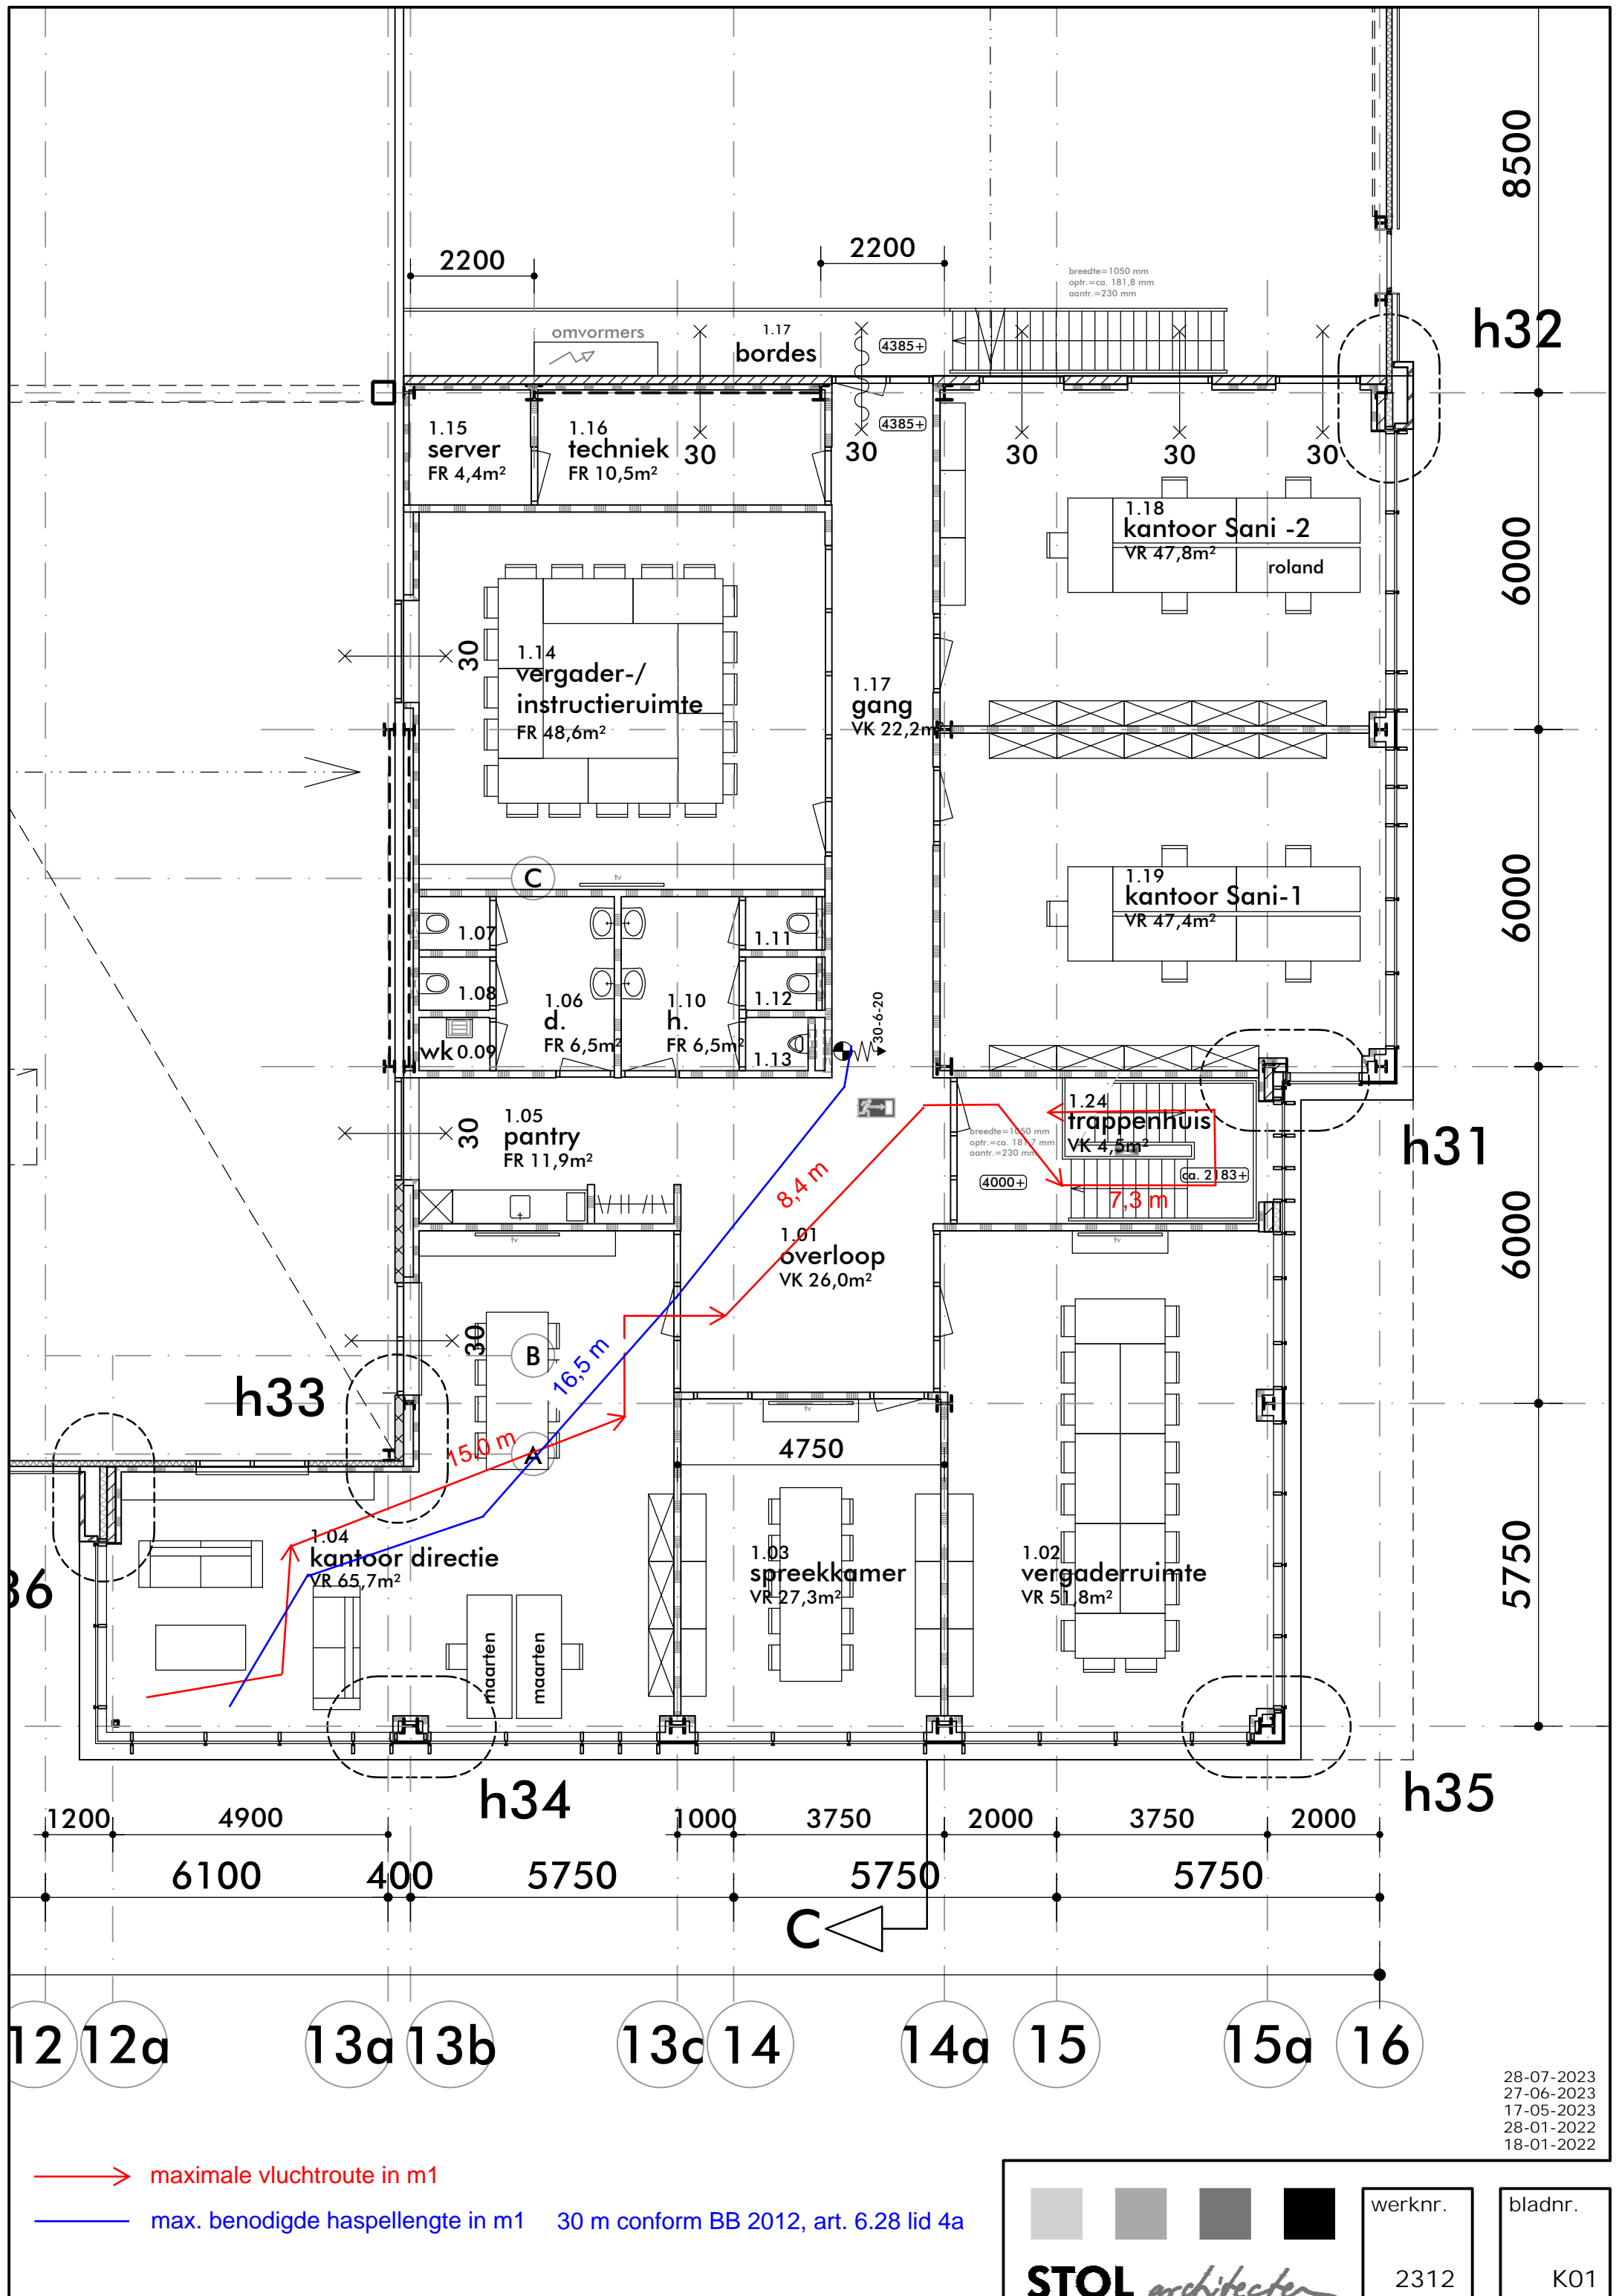 8500
2200
2200
breedte=1050 mm
optr.=ca. 181,8 mm
aantr.=230 mm
h32
omvormers
1.17
bordes
4385+
4385+
1.15
server
FR 4,4m²
1.16
techniek
FR 10,5m²
30
30
30
30
30
1.18
kantoor Sani -2
VR 47,8m²
roland
6000
30
1.14
vergader-/
instructieruimte
FR 48,6m²
1.17
gang
VK 22,2m²
C
tv
1.19
kantoor Sani-1
VR 47,4m²
6000
1.07
1.11
1.08
1.12
1.06
d.
FR 6,5m²
1.10
h.
FR 6,5m²
wk 0.09
1.13
30-6-20
30
1.05
pantry
FR 11,9m²
1.24
trappenhuis
VK 4,5m²
breedte=1050 mm
optr.=ca. 181,7 mm
aantr.=230 mm
4000+
ca. 2183+
7,3 m
8,4 m
h31
6000
tv
tv
1.01
overloop
VK 26,0m²
30
B
16,5 m
h33
tv
15,0 m
A
4750
1.04
kantoor directie
VR 65,7m²
1.03
spreekkamer
VR 27,3m²
1.02
vergaderruimte
VR 51,8m²
5750
36
maarten
maarten
h34
h35
1200
4900
1000
3750
2000
3750
2000
6100
400
5750
5750
5750
C
12
12a
13a
13b
13c
14
14a
15
15a
16
28-07-2023
27-06-2023
17-05-2023
28-01-2022
18-01-2022
maximale vluchtroute in m1
max. benodigde haspellengte in m1 30 m conform BB 2012, art. 6.28 lid 4a
werknr.
bladnr.
STOL architecten
2312
K01